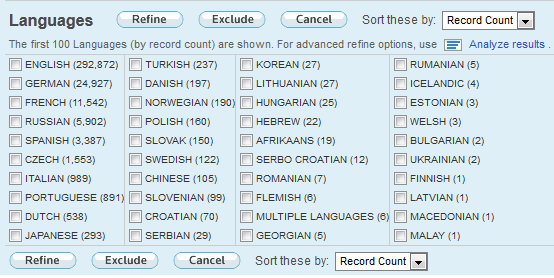 Languages Refine Exclude Cancel Sort these by: Record Count
The first 100 Languages (by record count) are shown. For advanced refine options, use Analyze results .
ENGLISH (292,872) TURKISH (237) KOREAN (27) RUMANIAN (5)
GERMAN (24,927) DANISH (197) LITHUANIAN (27) ICELANDIC (4)
FRENCH (11,542) NORWEGIAN (190) HUNGARIAN (25) ESTONIAN (3)
RUSSIAN (5,902) POLISH (160) HEBREW (22) WELSH (3)
SPANISH (3,387) SLOVAK (150) AFRIKAANS (19) BULGARIAN (2)
CZECH (1,553) SWEDISH (122) SERBO CROATIAN (12) UKRAINIAN (2)
ITALIAN (989) CHINESE (105) ROMANIAN (7) FINNISH (1)
PORTUGUESE (891) SLOVENIAN (99) FLEMISH (6) LATVIAN (1)
DUTCH (538) CROATIAN (70) MULTIPLE LANGUAGES (6) MACEDONIAN (1)
JAPANESE (293) SERBIAN (29) GEORGIAN (5) MALAY (1)
Refine Exclude Cancel Sort these by: Record Count